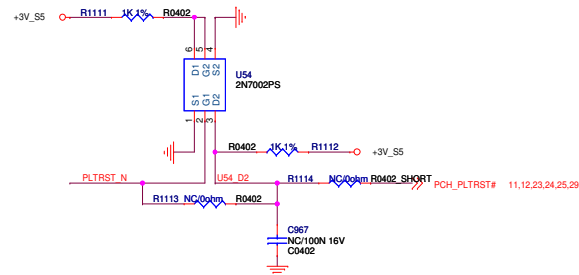 +3V_S5 R1111 1K 1% R0402
6 5 4
D1 G2 S2
U54
2N7002PS
S1 G1 D2
1 2 3
R0402 1K 1% R1112 +3V_S5
PLTRST_N U54_D2 R1114 NC/0ohm R0402_SHORT PCH_PLTRST# 11,12,23,24,25,29
R1113 NC/0ohm R0402
C967
NC/100N 16V
C0402